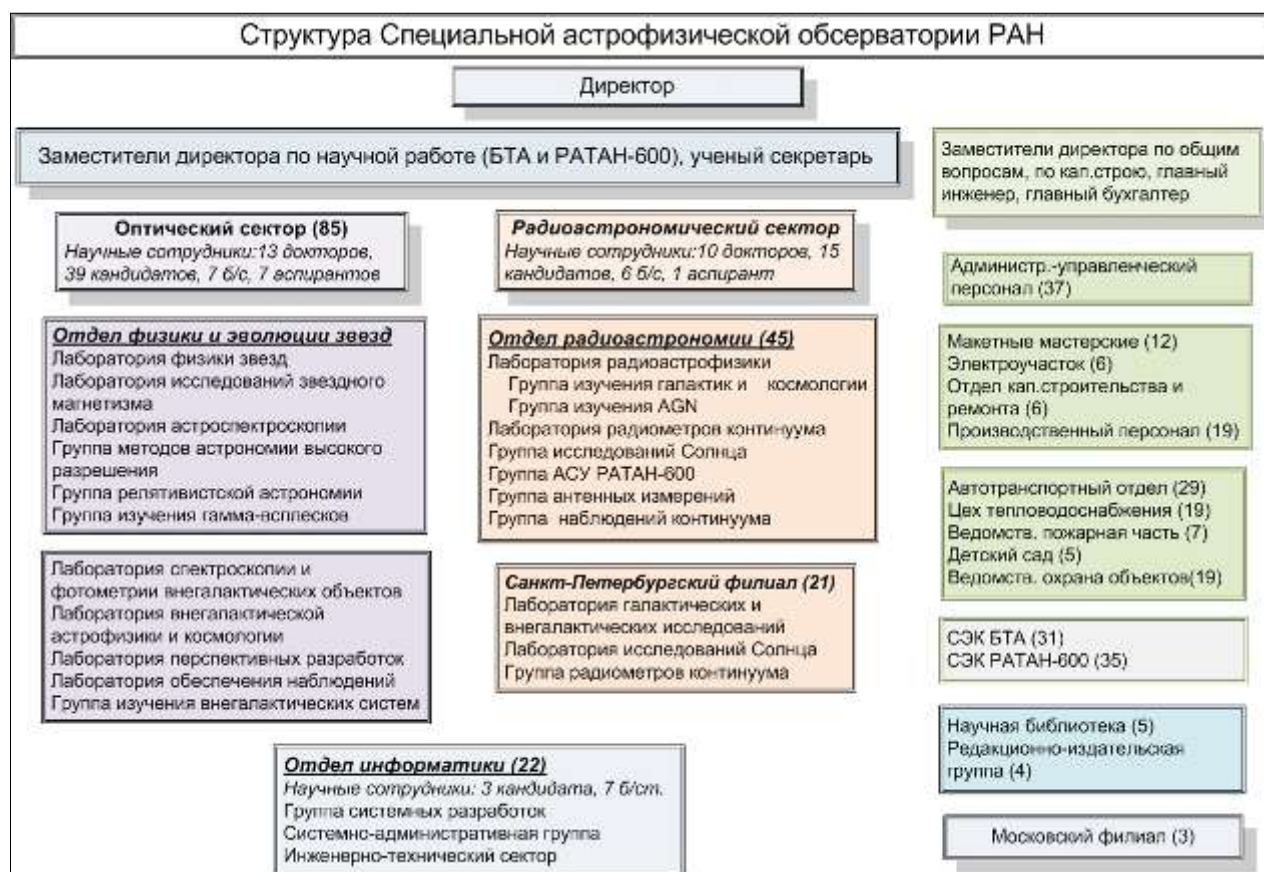 Структура Специальной астрофизической обсерватории РАН
Директор
Заместители директора по научной работе (БТА и РАТАН-600), ученый секретарь
Заместители директора по общим
вопросам, по кап.строю, главный
инженер, главный бухгалтер
Оптический сектор (85)
Научные сотрудники:13 докторов,
39 кандидатов, 7 б/с, 7 аспирантов
Радиоастрономический сектор
Научные сотрудники:10 докторов, 15
кандидатов, 6 б/с, 1 аспирант
Администр.-управленческий
персонал (37)
Отдел физики и эволюции звезд
Лаборатория физики звезд
Лаборатория исследований звездного
магнетизма
Лаборатория астроспектроскопии
Группа методов астрономии высокого
разрешения
Группа релятивистской астрономии
Группа изучения гамма-всплесков
Отдел радиоастрономии (45)
Лаборатория радиоастрофизики
Группа изучения галактик и космологии
Группа изучения AGN
Лаборатория радиометров континуума
Группа исследований Солнца
Группа АСУ РАТАН-600
Группа антенных измерений
Группа наблюдений континуума
Макетные мастерские (12)
Электроучасток (6)
Отдел кап.строительства и
ремонта (6)
Производственный персонал (19)
Автотранспортный отдел (29)
Цех тепловодоснабжения (19)
Ведомств. пожарная часть (7)
Детский сад (5)
Ведомств. охрана объектов(19)
Лаборатория спектроскопии и
фотометрии внегалактических объектов
Лаборатория внегалактической
астрофизики и космологии
Лаборатория перспективных разработок
Лаборатория обеспечения наблюдений
Группа изучения внегалактических систем
Санкт-Петербургский филиал (21)
Лаборатория галактических и
внегалактических исследований
Лаборатория исследований Солнца
Группа радиометров континуума
СЭК БТА (31)
СЭК РАТАН-600 (35)
Научная библиотека (5)
Редакционно-издательская
группа (4)
Отдел информатики (22)
Научные сотрудники: 3 кандидата, 7 б/ст.
Группа системных разработок
Системно-административная группа
Инженерно-технический сектор
Московский филиал (3)